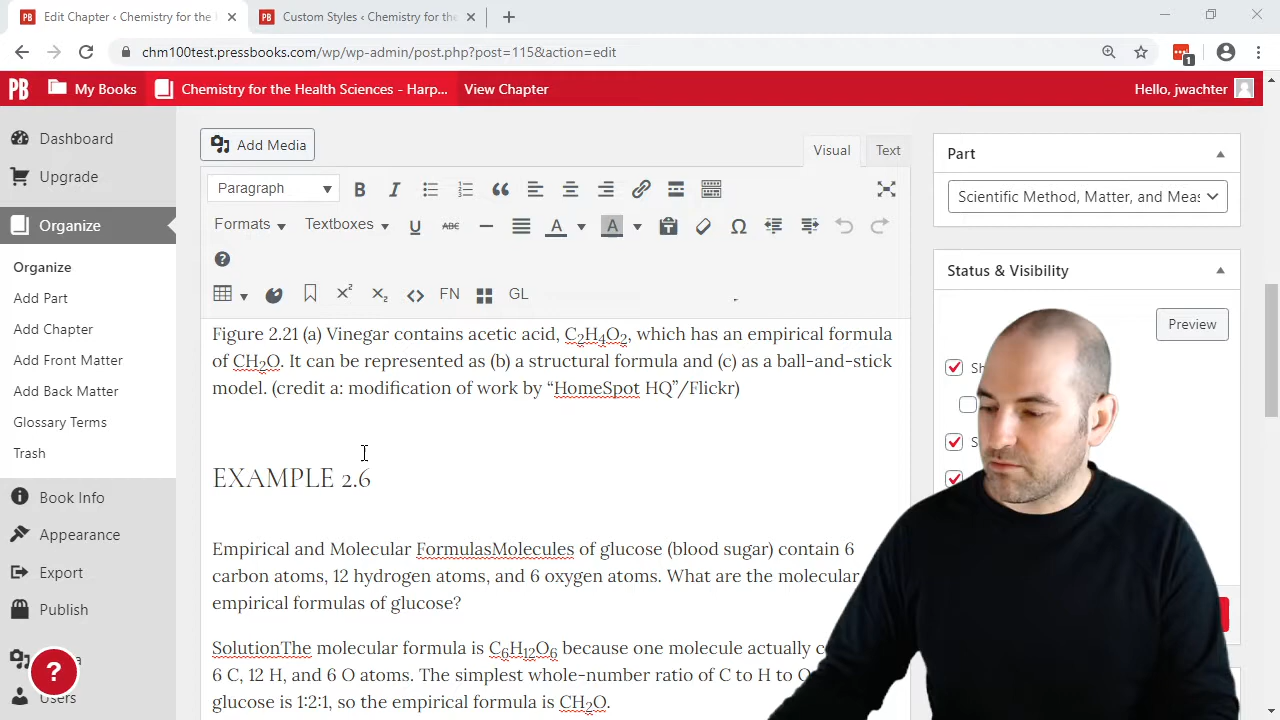 PB Edit Chapter ‹ Chemistry for the
PB Custom Styles ‹ Chemistry for the
chm100test.pressbooks.com/wp/wp-admin/post.php?post=115&action=edit
1
PB My Books Chemistry for the Health Sciences - Harp... View Chapter Hello, jwachter
Dashboard
Upgrade
Organize
Organize
Add Part
Add Chapter
Add Front Matter
Add Back Matter
Glossary Terms
Trash
Book Info
Appearance
Export
Publish
Users
?
Add Media
Visual Text
Paragraph B I
Formats Textboxes U ABC A A Ω
?
X² X₂ <> FN GL
Figure 2.21 (a) Vinegar contains acetic acid, C₂H₄O₂, which has an empirical formula
of CH₂O. It can be represented as (b) a structural formula and (c) as a ball-and-stick
model. (credit a: modification of work by “HomeSpot HQ”/Flickr)
EXAMPLE 2.6
Empirical and Molecular FormulasMolecules of glucose (blood sugar) contain 6
carbon atoms, 12 hydrogen atoms, and 6 oxygen atoms. What are the molecular
empirical formulas of glucose?
SolutionThe molecular formula is C₆H₁₂O₆ because one molecule actually
6 C, 12 H, and 6 O atoms. The simplest whole-number ratio of C to H to O
glucose is 1:2:1, so the empirical formula is CH₂O.
Part
Scientific Method, Matter, and Meas
Status & Visibility
Preview